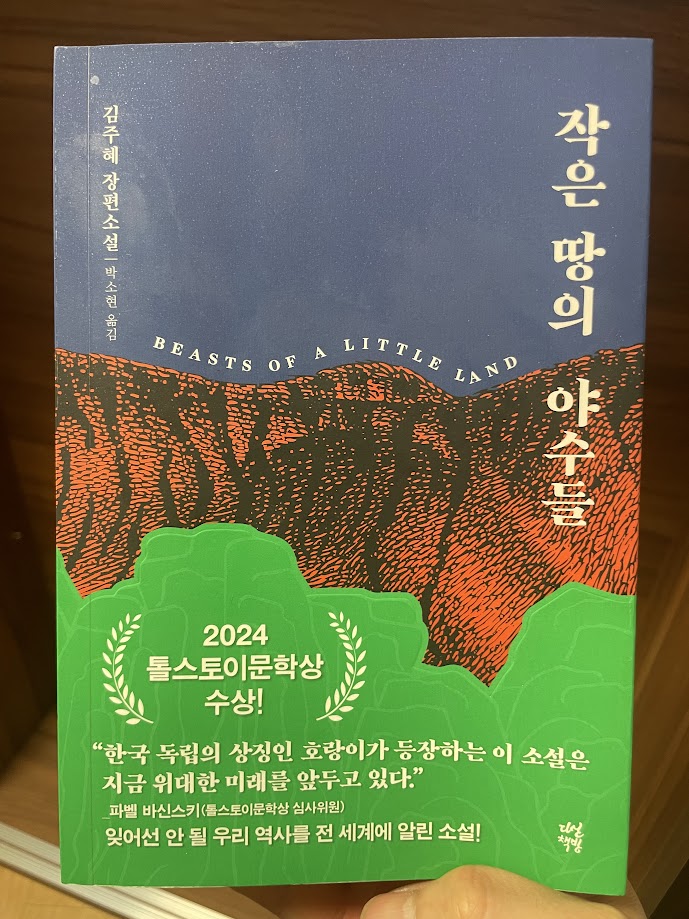 작은 땅의 야수들
김주혜 장편소설 | 박소현 옮김
BEASTS OF A LITTLE LAND
2024
톨스토이문학상
수상!
“한국 독립의 상징인 호랑이가 등장하는 이 소설은
지금 위대한 미래를 앞두고 있다.”
_파벨 바신스키(톨스토이문학상 심사위원)
잊어선 안 될 우리 역사를 전 세계에 알린 소설!
다산
책방